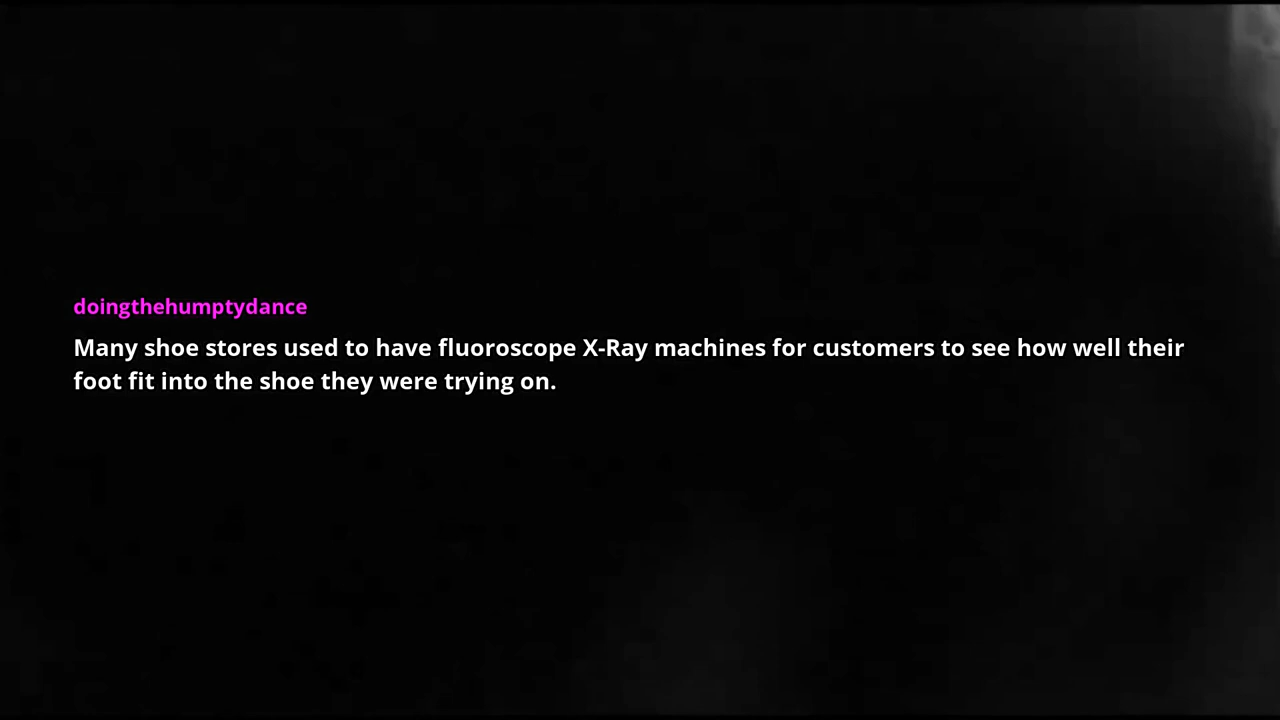 doingthehumptydance
Many shoe stores used to have fluoroscope X-Ray machines for customers to see how well their
foot fit into the shoe they were trying on.